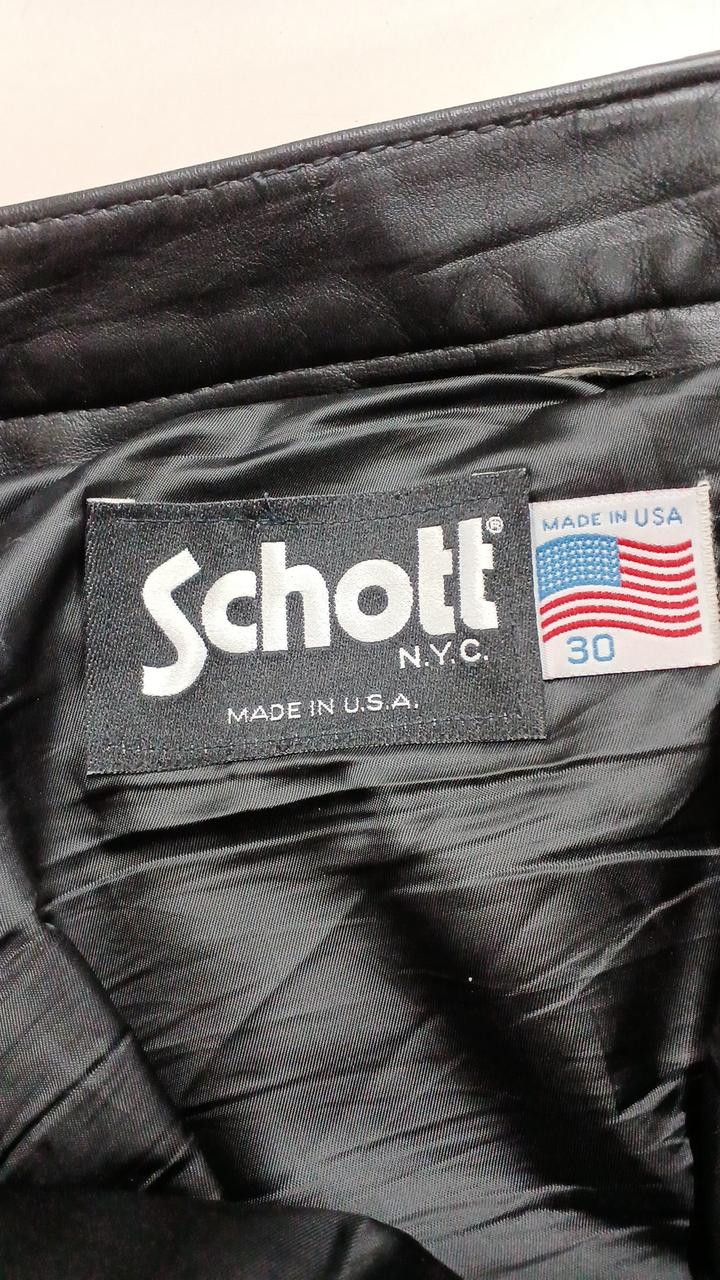 Schott®
N.Y.C.
MADE IN U.S.A.
MADE IN USA
30